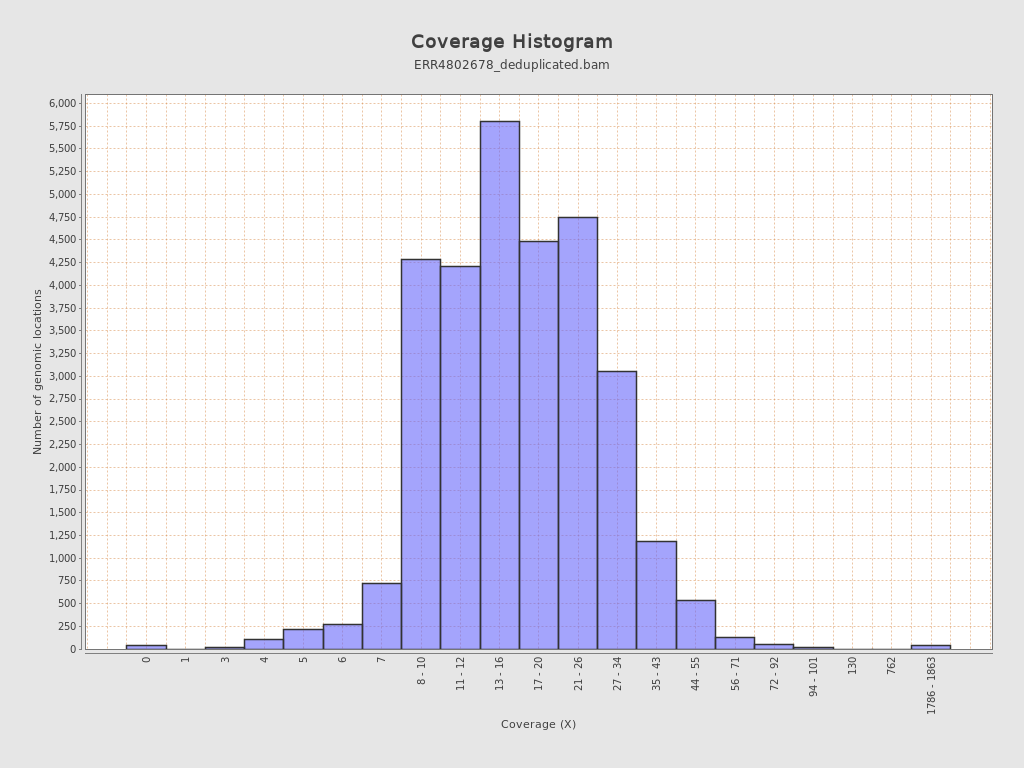 Coverage Histogram
ERR4802678_deduplicated.bam
Number of genomic locations
6,000
5,750
5,500
5,250
5,000
4,750
4,500
4,250
4,000
3,750
3,500
3,250
3,000
2,750
2,500
2,250
2,000
1,750
1,500
1,250
1,000
750
500
250
0
0
1
3
4
5
6
7
8 - 10
11 - 12
13 - 16
17 - 20
21 - 26
27 - 34
35 - 43
44 - 55
56 - 71
72 - 92
94 - 101
130
762
1786 - 1863
Coverage (X)